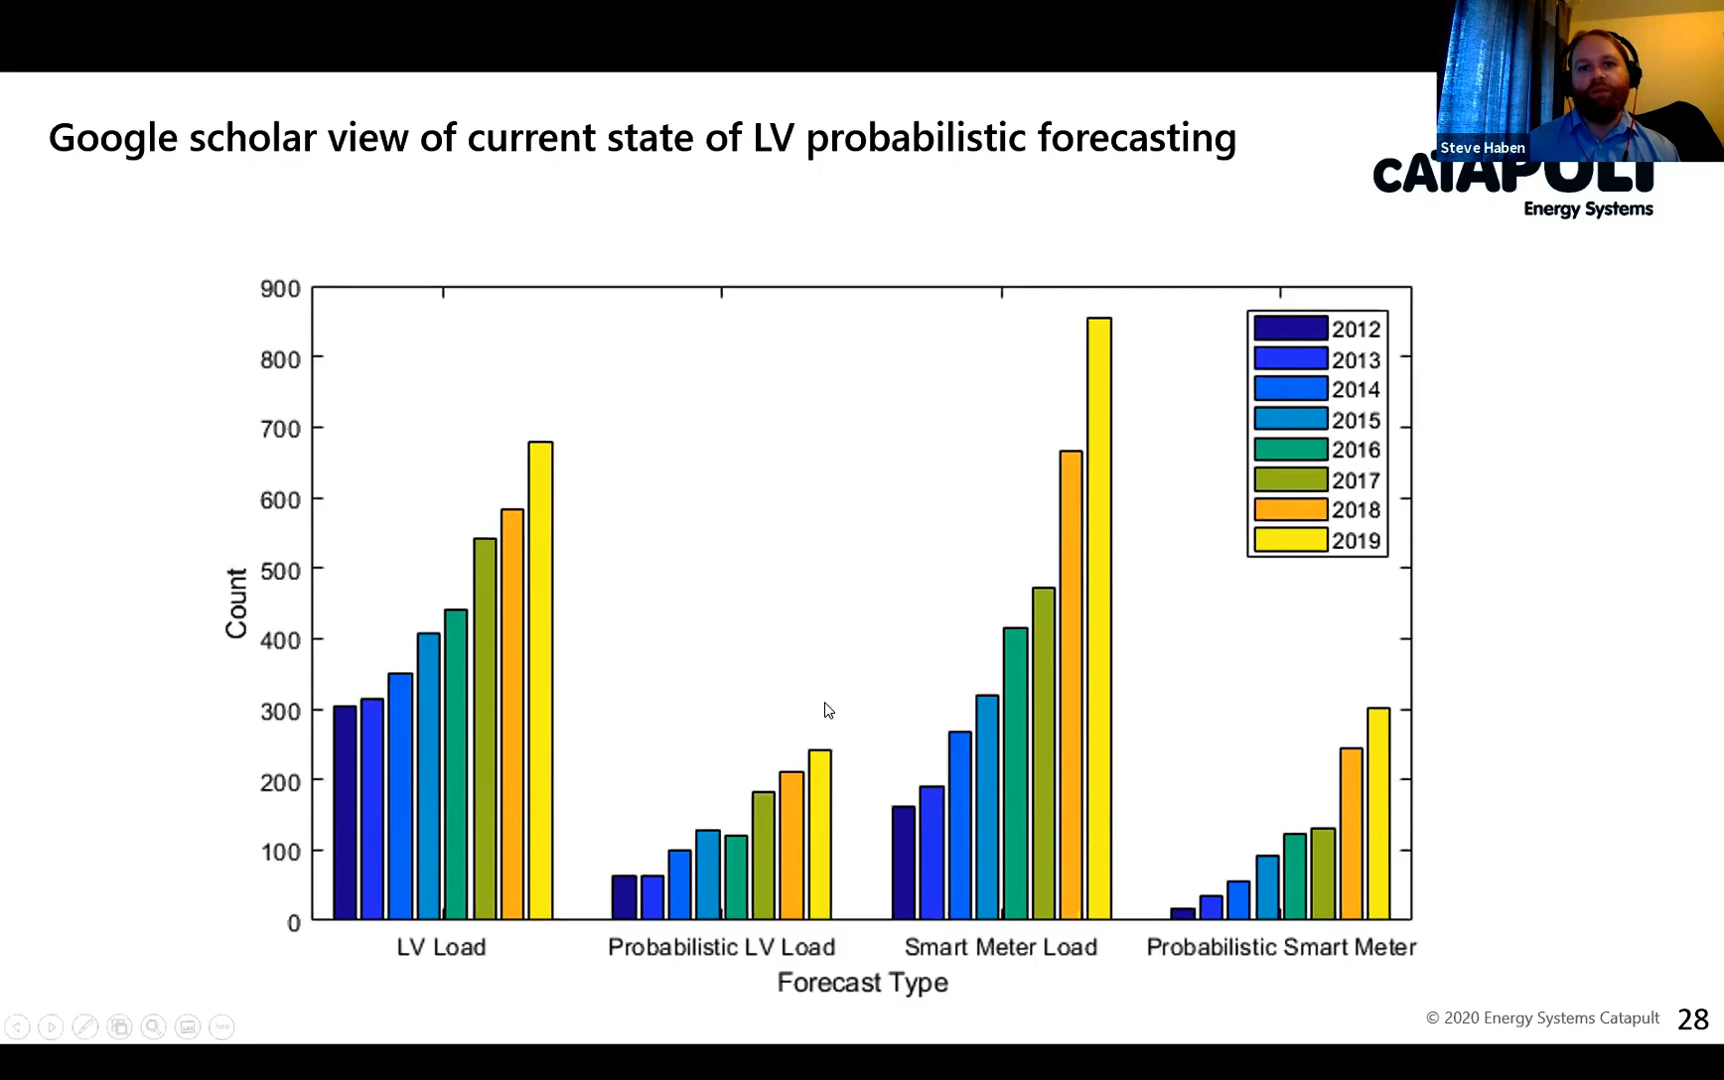 Steve Haben
Google scholar view of current state of LV probabilistic forecasting
CATAPULT
Energy Systems
900
800
700
600
500
400
300
200
100
0
Count
2012
2013
2014
2015
2016
2017
2018
2019
LV Load
Probabilistic LV Load
Smart Meter Load
Probabilistic Smart Meter
Forecast Type
© 2020 Energy Systems Catapult
28